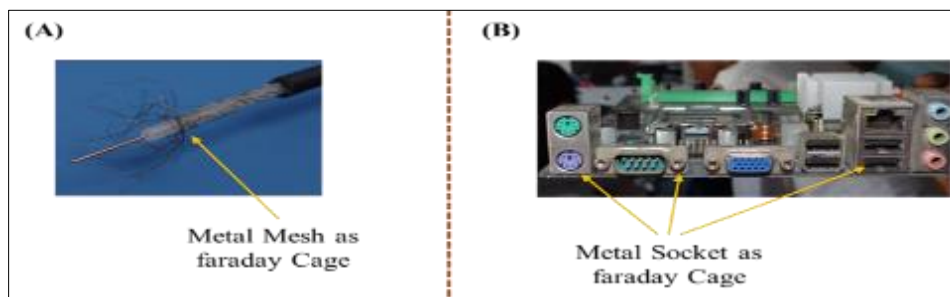 (A)
(B)
Metal Mesh as
faraday Cage
Metal Socket as
faraday Cage